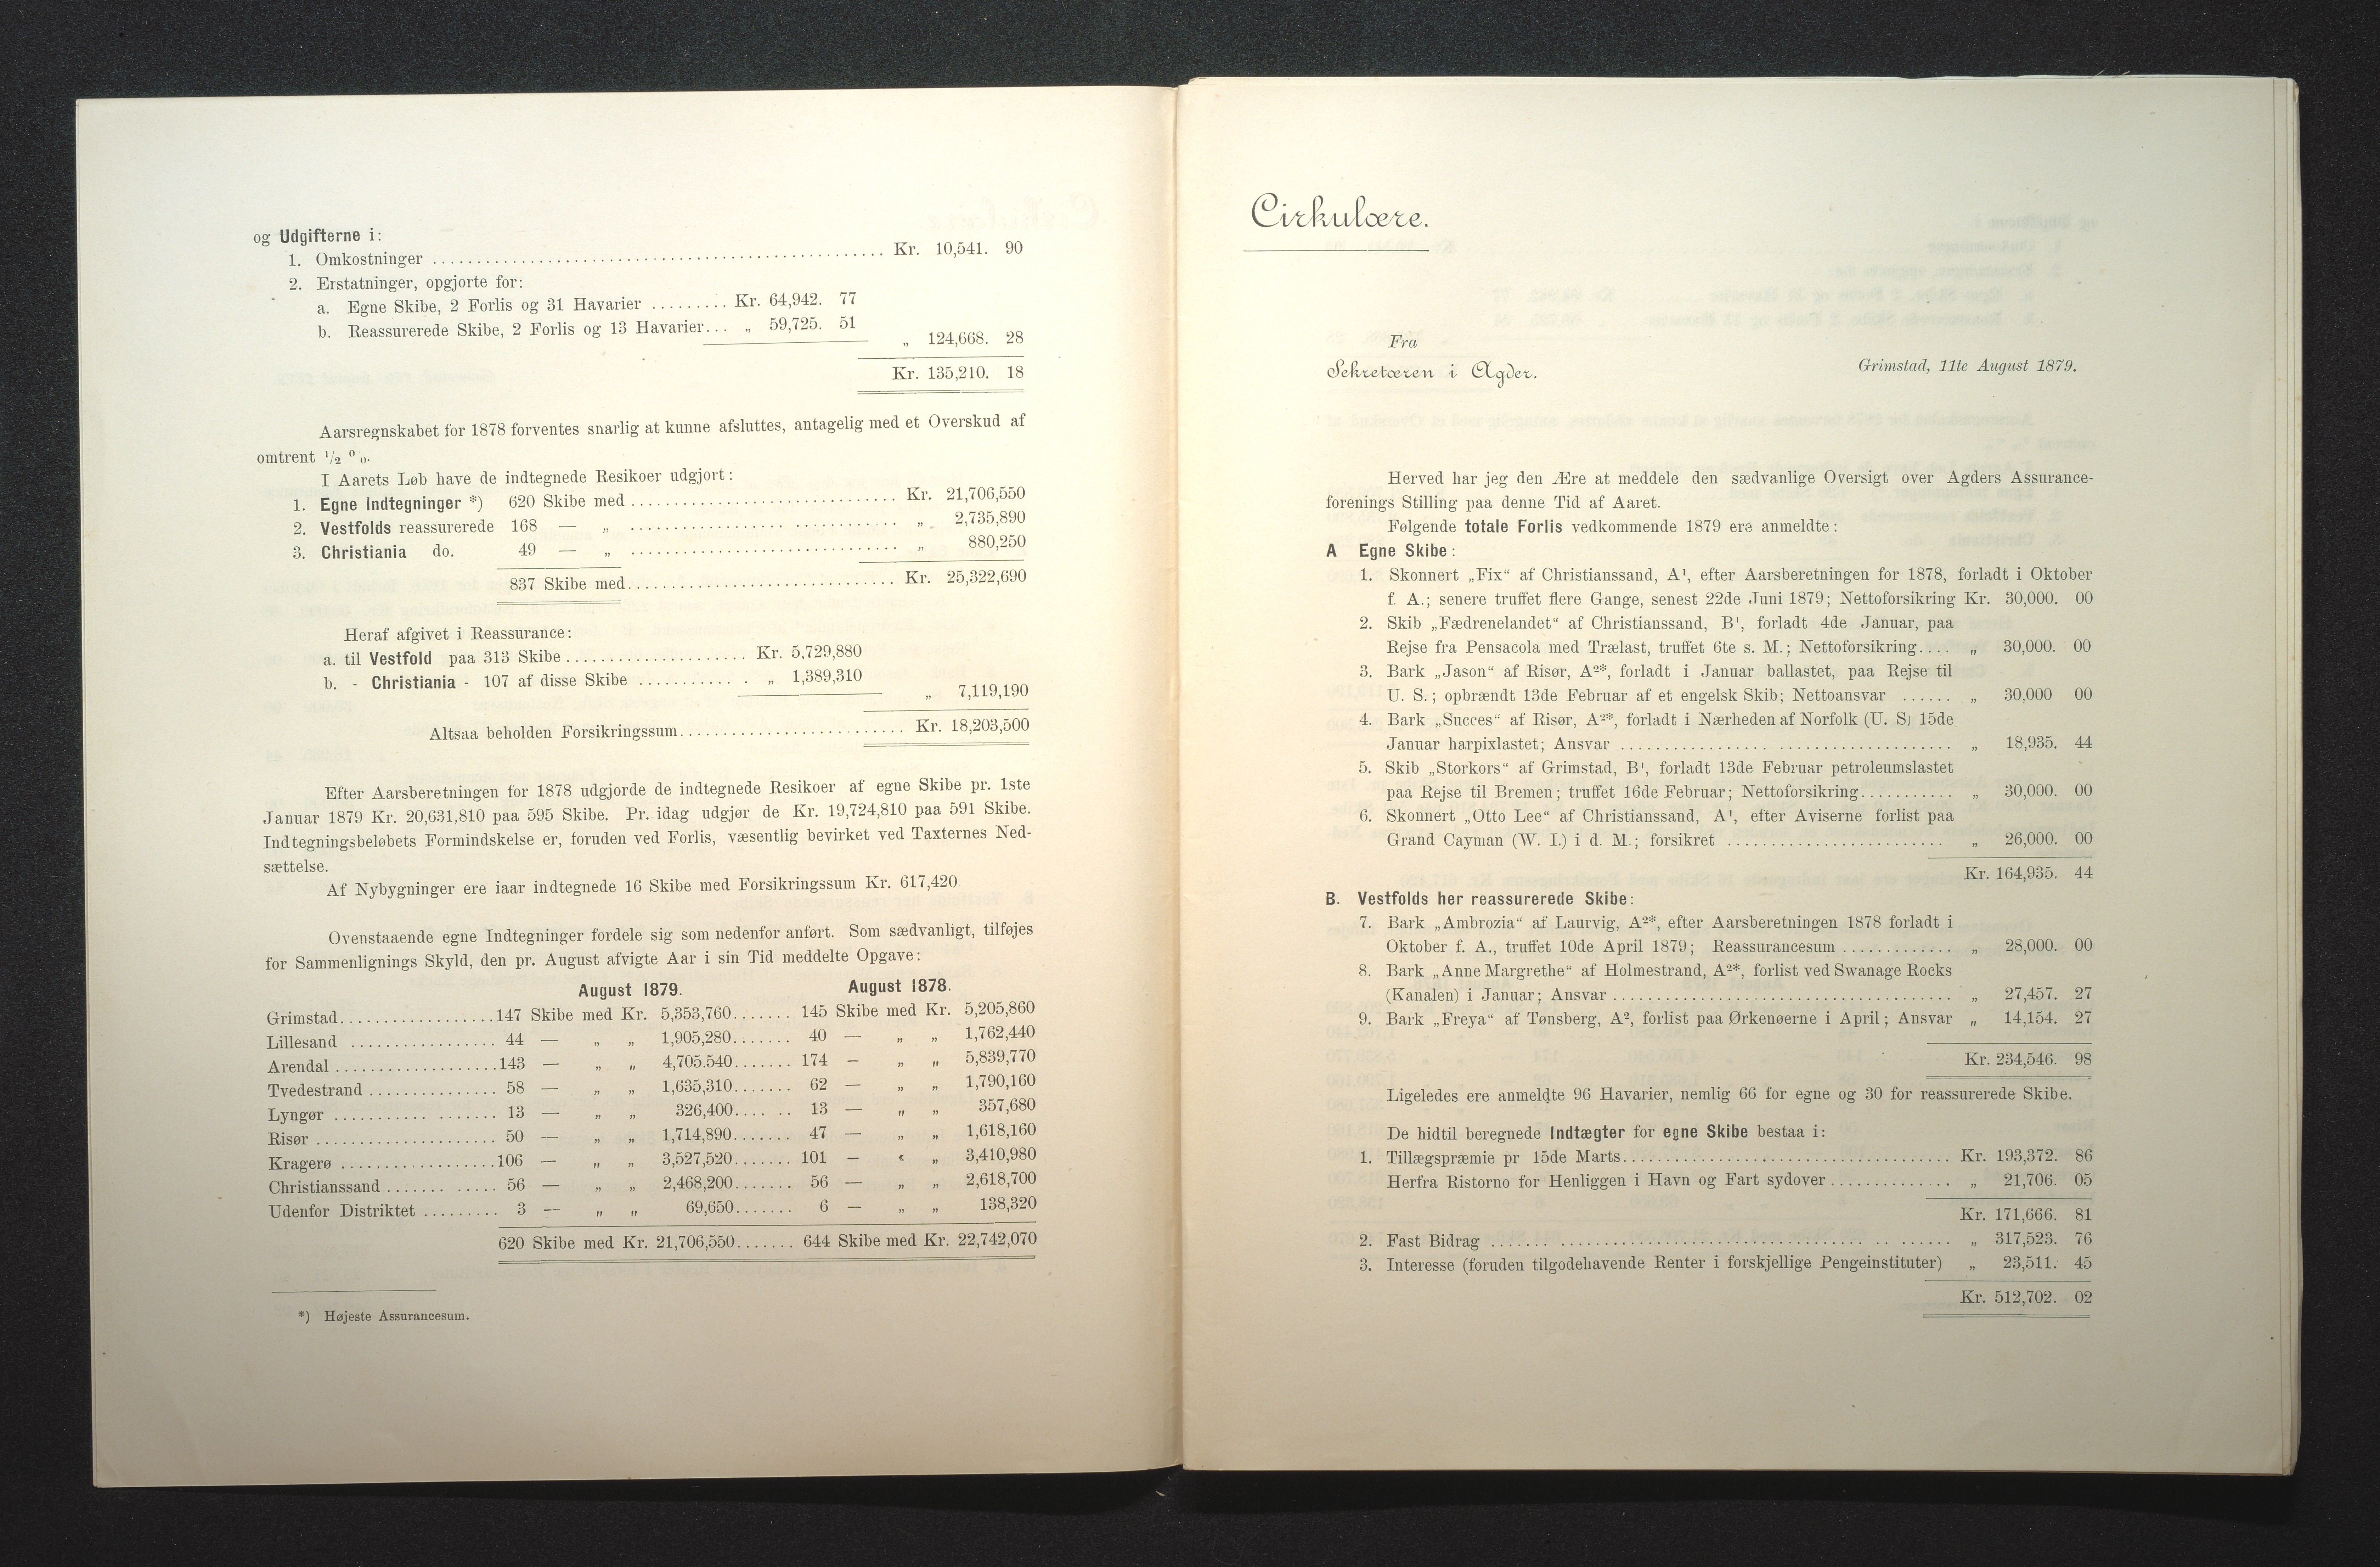 og Udgifterne i:
1. Omkostninger .................... Kr. 10,541. 90
2. Erstatninger, opgjorte for:
a. Egne Skibe, 2 Forlis og 31 Havarier ......... Kr. 64,942. 77
b. Reassurerede Skibe, 2 Forlis og 13 Havarier... „ 59,725. 51
„ 124,668. 28
Kr. 135,210. 18
Aarsregnskabet for 1878 forventes snarlig at kunne afsluttes, antagelig med et Overskud af
omtrent ¹/₂ ⁰/₀.
I Aarets Løb have de indtegnede Resikoer udgjort:
1. Egne Indtegninger *) 620 Skibe med .................... Kr. 21,706,550
2. Vestfolds reassurerede 168 — „ .................... „ 2,735,890
3. Christiania do. 49 — „ .................... „ 880,250
837 Skibe med.................... Kr. 25,322,690
Heraf afgivet i Reassurance:
a. til Vestfold paa 313 Skibe .................... Kr. 5,729,880
b. - Christiania - 107 af disse Skibe ............ „ 1,389,310
„ 7,119,190
Altsaa beholden Forsikringssum.................... Kr. 18,203,500
Efter Aarsberetningen for 1878 udgjorde de indtegnede Resikoer af egne Skibe pr. 1ste
Januar 1879 Kr. 20,631,810 paa 595 Skibe. Pr. idag udgjør de Kr. 19,724,810 paa 591 Skibe.
Indtegningsbeløbets Formindskelse er, foruden ved Forlis, væsentlig bevirket ved Taxternes Ned-
sættelse.
Af Nybygninger ere iaar indtegnede 16 Skibe med Forsikringssum Kr. 617,420
Ovenstaaende egne Indtegninger fordele sig som nedenfor anført. Som sædvanligt, tilføjes
for Sammenlignings Skyld, den pr. August afvigte Aar i sin Tid meddelte Opgave:
August 1879. August 1878.
Grimstad..................147 Skibe med Kr. 5,353,760....... 145 Skibe med Kr. 5,205,860
Lillesand ................. 44 — „ „ 1,905,280....... 40 — „ „ 1,762,440
Arendal ...................143 — „ „ 4,705.540....... 174 — „ „ 5,839,770
Tvedestrand ............... 58 — „ „ 1,635,310....... 62 — „ „ 1,790,160
Lyngør ................... 13 — „ „ 326,400....... 13 — „ „ 357,680
Risør ..................... 50 — „ „ 1,714,890....... 47 — „ „ 1,618,160
Kragerø ..................106 — „ „ 3,527,520....... 101 — „ „ 3,410,980
Christianssand ............ 56 — „ „ 2,468,200....... 56 — „ „ 2,618,700
Udenfor Distriktet ......... 3 — „ „ 69,650....... 6 — „ „ 138,320
620 Skibe med Kr. 21,706,550....... 644 Skibe med Kr. 22,742,070
*) Højeste Assurancesum.
Cirkulære.
Fra
Sekretæren i Agder.
Grimstad, 11te August 1879.
Herved har jeg den Ære at meddele den sædvanlige Oversigt over Agders Assurance-
forenings Stilling paa denne Tid af Aaret.
Følgende totale Forlis vedkommende 1879 ere anmeldte:
A Egne Skibe:
1. Skonnert „Fix“ af Christianssand, A¹, efter Aarsberetningen for 1878, forladt i Oktober
f. A.; senere truffet flere Gange, senest 22de Juni 1879; Nettoforsikring Kr. 30,000. 00
2. Skib „Fædrenelandet“ af Christianssand, B¹, forladt 4de Januar, paa
Rejse fra Pensacola med Trælast, truffet 6te s. M.; Nettoforsikring.... „ 30,000. 00
3. Bark „Jason“ af Risør, A²*, forladt i Januar ballastet, paa Rejse til
U. S.; opbrændt 13de Februar af et engelsk Skib; Nettoansvar ...... „ 30,000 00
4. Bark „Succes“ af Risør, A²*, forladt i Nærheden af Norfolk (U. S) 15de
Januar harpixlastet; Ansvar .................... „ 18,935. 44
5. Skib „Storkors“ af Grimstad, B¹, forladt 13de Februar petroleumslastet
paa Rejse til Bremen; truffet 16de Februar; Nettoforsikring........... „ 30,000. 00
6. Skonnert „Otto Lee“ af Christianssand, A¹, efter Aviserne forlist paa
Grand Cayman (W. I.) i d. M.; forsikret .................... „ 26,000. 00
Kr. 164,935. 44
B. Vestfolds her reassurerede Skibe:
7. Bark „Ambrozia“ af Laurvig, A²*, efter Aarsberetningen 1878 forladt i
Oktober f. A., truffet 10de April 1879; Reassurancesum ............. „ 28,000. 00
8. Bark „Anne Margrethe“ af Holmestrand, A²*, forlist ved Swanage Rocks
(Kanalen) i Januar; Ansvar .................... „ 27,457. 27
9. Bark „Freya“ af Tønsberg, A², forlist paa Ørkenøerne i April; Ansvar „ 14,154. 27
Kr. 234,546. 98
Ligeledes ere anmeldte 96 Havarier, nemlig 66 for egne og 30 for reassurerede Skibe.
De hidtil beregnede Indtægter for egne Skibe bestaa i:
1. Tillægspræmie pr 15de Marts.................... Kr. 193,372. 86
Herfra Ristorno for Henliggen i Havn og Fart sydover .............. „ 21,706. 05
Kr. 171,666. 81
2. Fast Bidrag .................... „ 317,523. 76
3. Interesse (foruden tilgodehavende Renter i forskjellige Pengeinstituter) „ 23,511. 45
Kr. 512,702. 02